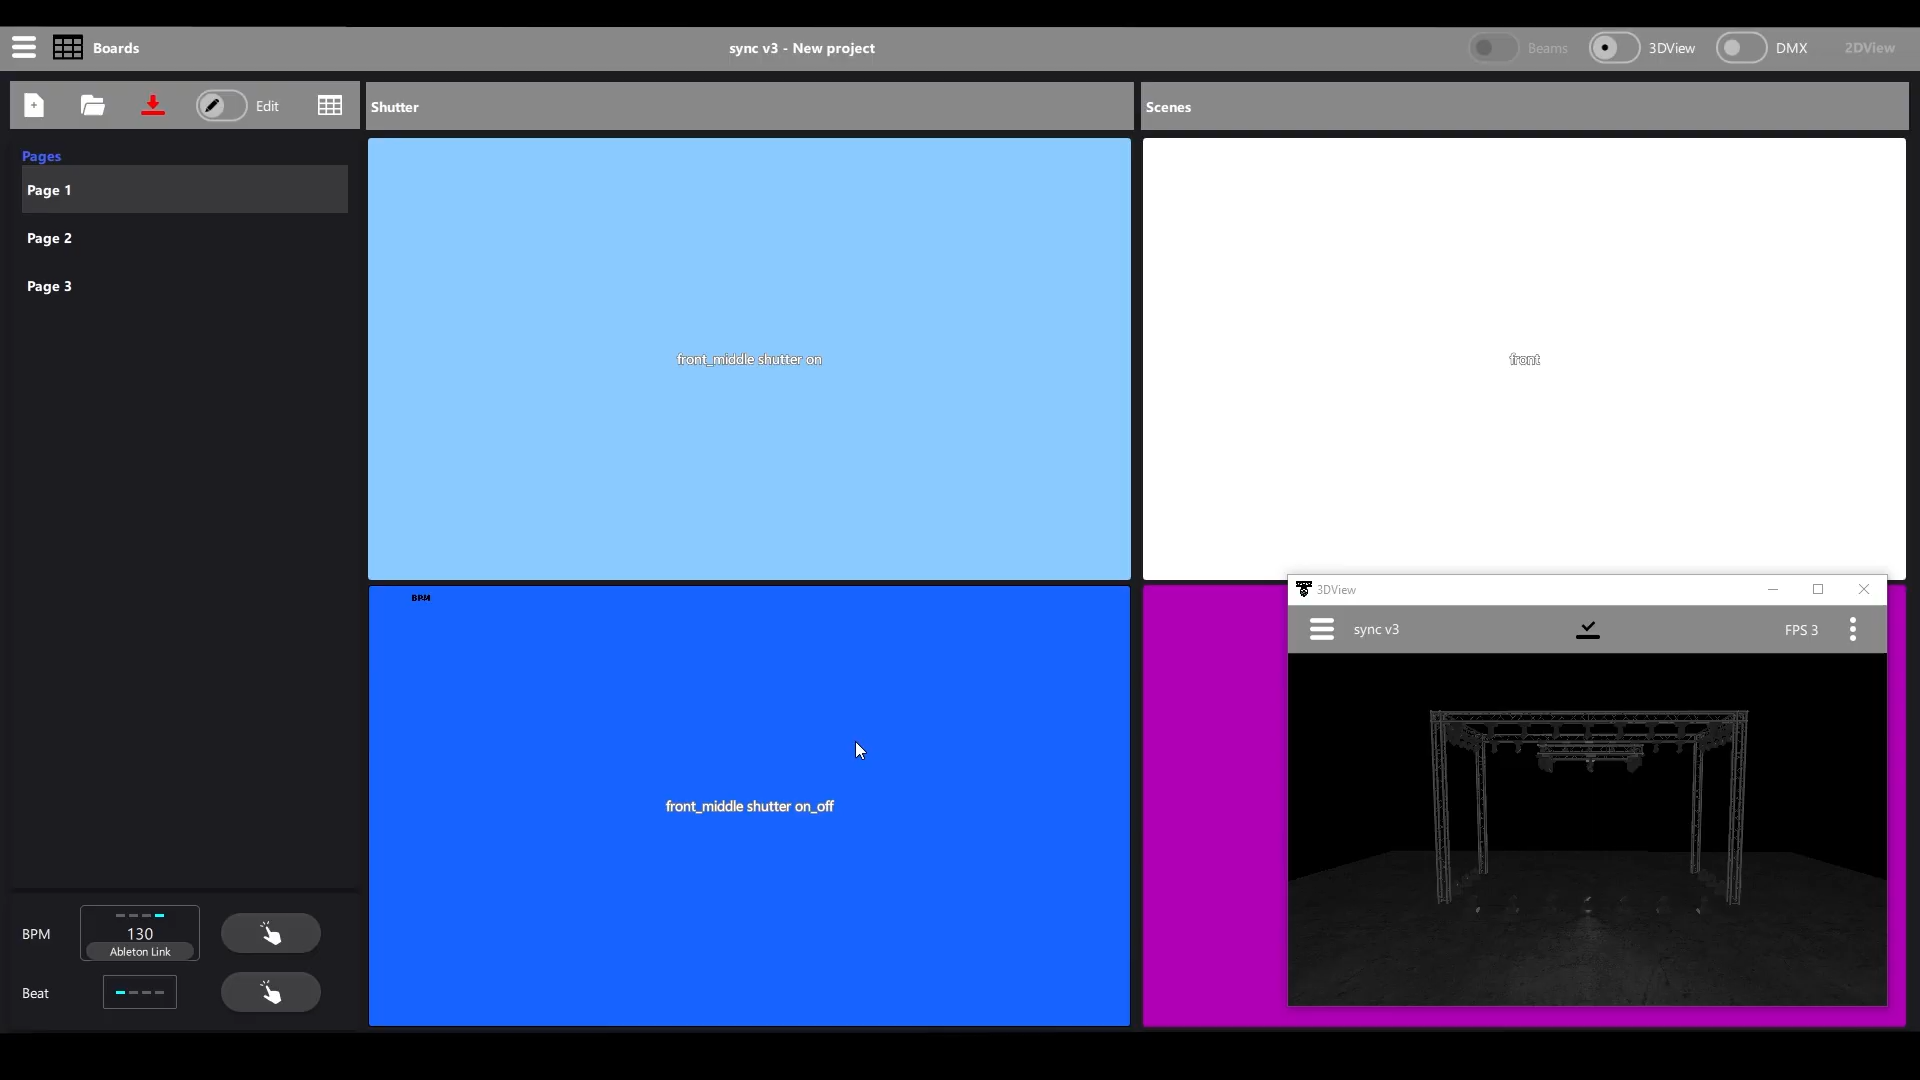 Boards
sync v3 - New project
Beams
3DView
DMX
2DView
Edit
Shutter
Scenes
Pages
Page 1
Page 2
Page 3
front_middle shutter on
front
BPM
front_middle shutter on_off
3DView
sync v3
FPS 3
BPM
130
Ableton Link
Beat